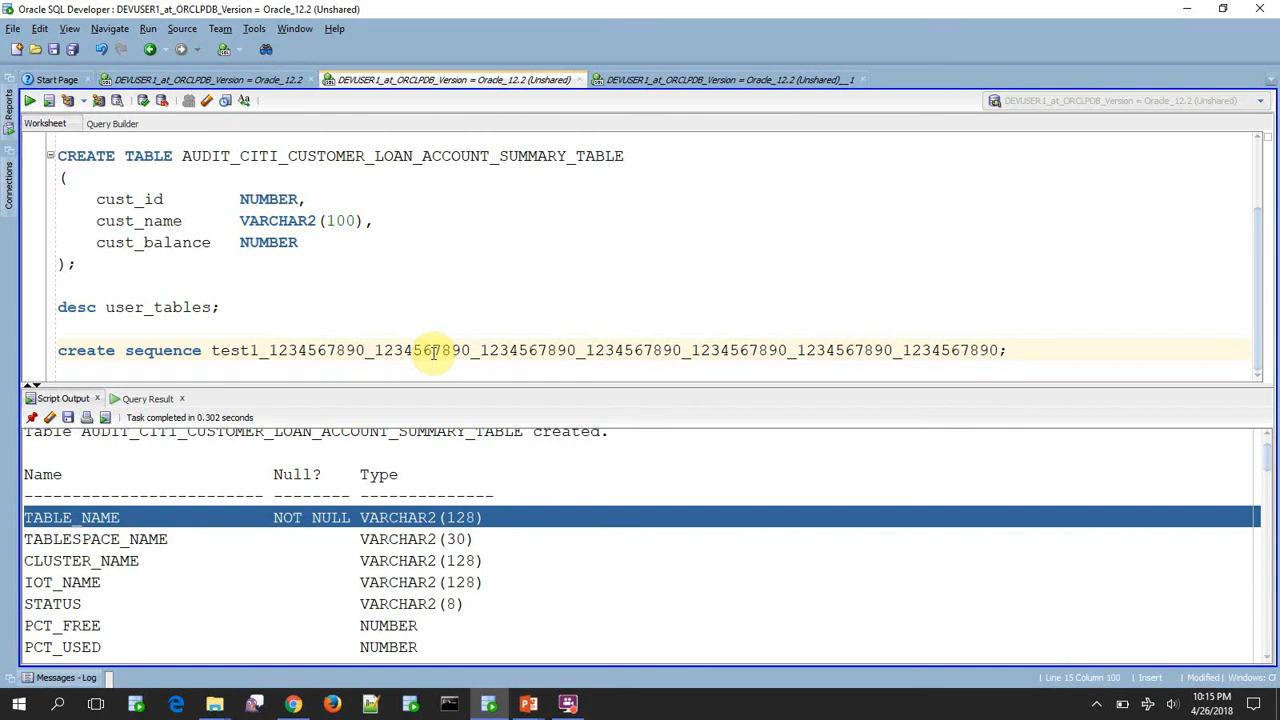 Oracle SQL Developer: DEVUSER1_at_ORCLPDB_Version = Oracle_12.2 (Unshared)
File Edit View Navigate Run Source Team Tools Window Help
Start Page DEVUSER1_at_ORCLPDB_Version = Oracle_12.2 DEVUSER1_at_ORCLPDB_Version = Oracle_12.2 (Unshared) DEVUSER1_at_ORCLPDB_Version = Oracle_12.2 (Unshared)__1
DEVUSER1_at_ORCLPDB_Version = Oracle_12.2 (Unshared)
Reports
Connections
Worksheet Query Builder
CREATE TABLE AUDIT_CITI_CUSTOMER_LOAN_ACCOUNT_SUMMARY_TABLE
(
cust_id NUMBER,
cust_name VARCHAR2(100),
cust_balance NUMBER
);
desc user_tables;
create sequence test1_1234567890_1234567890_1234567890_1234567890_1234567890_1234567890_1234567890;
Script Output Query Result
Task completed in 0.302 seconds
Table AUDIT_CITI_CUSTOMER_LOAN_ACCOUNT_SUMMARY_TABLE created.
Name Null? Type
------------------------- -------- --------------
TABLE_NAME NOT NULL VARCHAR2(128)
TABLESPACE_NAME VARCHAR2(30)
CLUSTER_NAME VARCHAR2(128)
IOT_NAME VARCHAR2(128)
STATUS VARCHAR2(8)
PCT_FREE NUMBER
PCT_USED NUMBER
Messages - Log
Line 15 Column 100 Insert Modified Windows: C
10:15 PM
4/26/2018